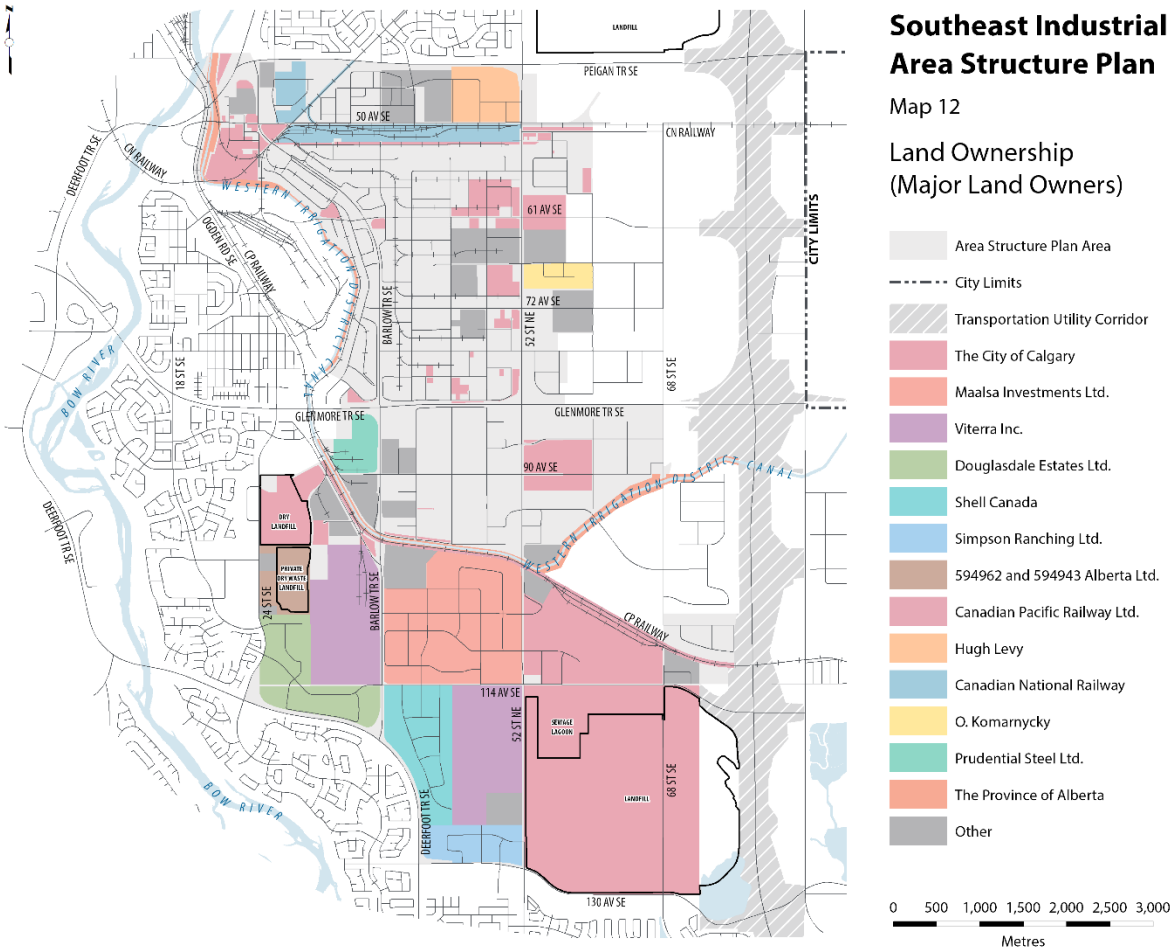 N
Southeast Industrial
Area Structure Plan
Map 12
Land Ownership
(Major Land Owners)
Area Structure Plan Area
City Limits
Transportation Utility Corridor
The City of Calgary
Maalsa Investments Ltd.
Viterra Inc.
Douglasdale Estates Ltd.
Shell Canada
Simpson Ranching Ltd.
594962 and 594943 Alberta Ltd.
Canadian Pacific Railway Ltd.
Hugh Levy
Canadian National Railway
O. Komarnycky
Prudential Steel Ltd.
The Province of Alberta
Other
0 500 1,000 1,500 2,000 2,500 3,000
Metres
LANDFILL
PEIGAN TR SE
50 AV SE
CN RAILWAY
DEERFOOT TR SE
CN RAILWAY
WESTERN IRRIGATION DISTRICT CANAL
61 AV SE
OGDEN RD SE
CP RAILWAY
CITY LIMITS
BARLOW TR SE
72 AV SE
52 ST NE
18 ST SE
68 ST SE
BOW RIVER
GLENMORE TR SE
GLENMORE TR SE
90 AV SE
WESTERN IRRIGATION DISTRICT CANAL
DRY
LANDFILL
DEERFOOT TR SE
PRIVATE
DRY WASTE
LANDFILL
24 ST SE
BARLOW TR SE
CP RAILWAY
114 AV SE
52 ST NE
SEWAGE
LAGOON
68 ST SE
LANDFILL
BOW RIVER
DEERFOOT TR SE
130 AV SE